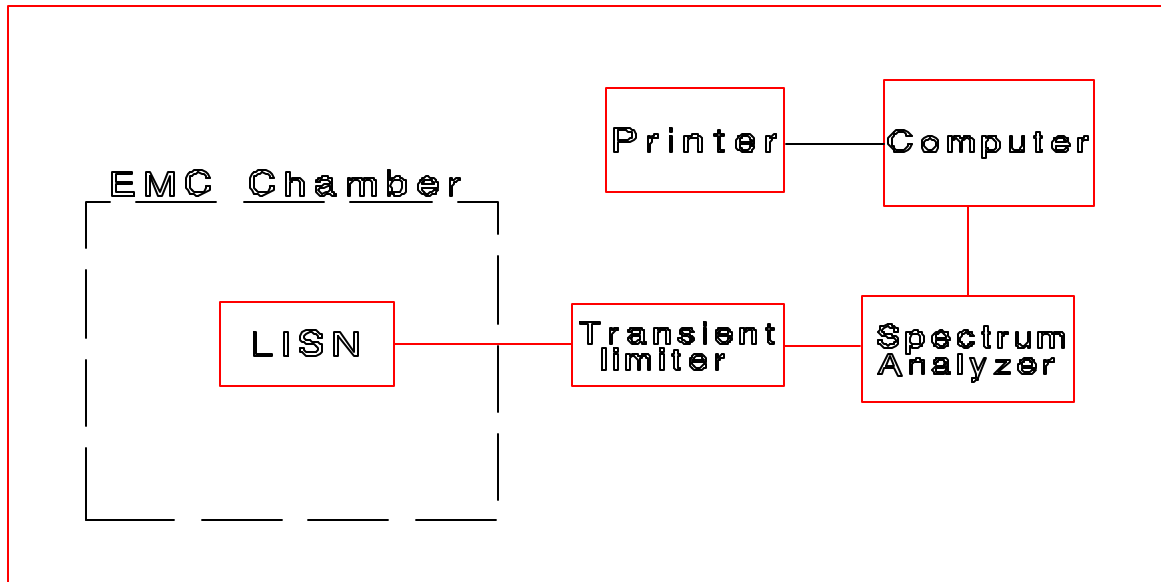 Printer
Computer
EMC Chamber
LISN
Transient
limiter
Spectrum
Analyzer